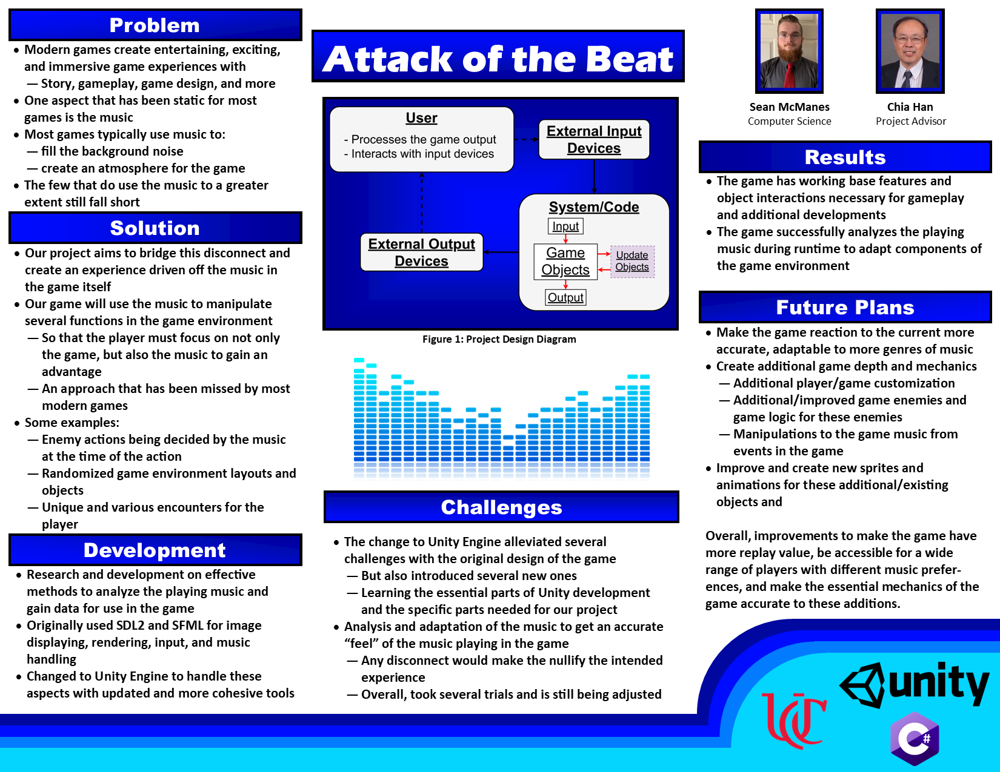 Problem
• Modern games create entertaining, exciting,
and immersive game experiences with
— Story, gameplay, game design, and more
• One aspect that has been static for most
games is the music
• Most games typically use music to:
— fill the background noise
— create an atmosphere for the game
• The few that do use the music to a greater
extent still fall short
Solution
• Our project aims to bridge this disconnect and
create an experience driven off the music in
the game itself
• Our game will use the music to manipulate
several functions in the game environment
— So that the player must focus on not only
the game, but also the music to gain an
advantage
— An approach that has been missed by most
modern games
• Some examples:
— Enemy actions being decided by the music
at the time of the action
— Randomized game environment layouts and
objects
— Unique and various encounters for the
player
Development
• Research and development on effective
methods to analyze the playing music and
gain data for use in the game
• Originally used SDL2 and SFML for image
displaying, rendering, input, and music
handling
• Changed to Unity Engine to handle these
aspects with updated and more cohesive tools
Attack of the Beat
User
- Processes the game output
- Interacts with input devices
External Input
Devices
System/Code
Input
Game
Objects
Update
Objects
Output
External Output
Devices
Figure 1: Project Design Diagram
Challenges
• The change to Unity Engine alleviated several
challenges with the original design of the game
— But also introduced several new ones
— Learning the essential parts of Unity development
and the specific parts needed for our project
• Analysis and adaptation of the music to get an accurate
“feel” of the music playing in the game
— Any disconnect would make the nullify the intended
experience
— Overall, took several trials and is still being adjusted
Sean McManes
Computer Science
Chia Han
Project Advisor
Results
• The game has working base features and
object interactions necessary for gameplay
and additional developments
• The game successfully analyzes the playing
music during runtime to adapt components of
the game environment
Future Plans
• Make the game reaction to the current more
accurate, adaptable to more genres of music
• Create additional game depth and mechanics
— Additional player/game customization
— Additional/improved game enemies and
game logic for these enemies
— Manipulations to the game music from
events in the game
• Improve and create new sprites and
animations for these additional/existing
objects and
Overall, improvements to make the game have
more replay value, be accessible for a wide
range of players with different music prefer-
ences, and make the essential mechanics of the
game accurate to these additions.
unity
UC
C#